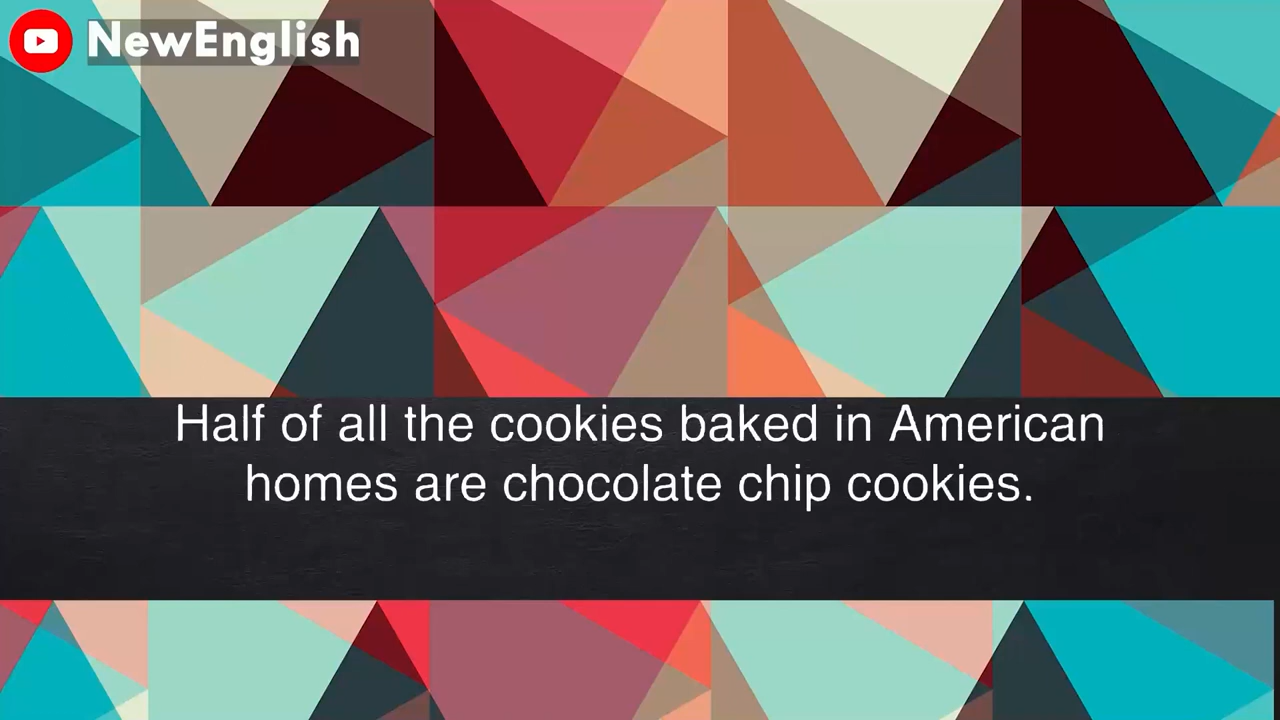 NewEnglish
Half of all the cookies baked in American
homes are chocolate chip cookies.